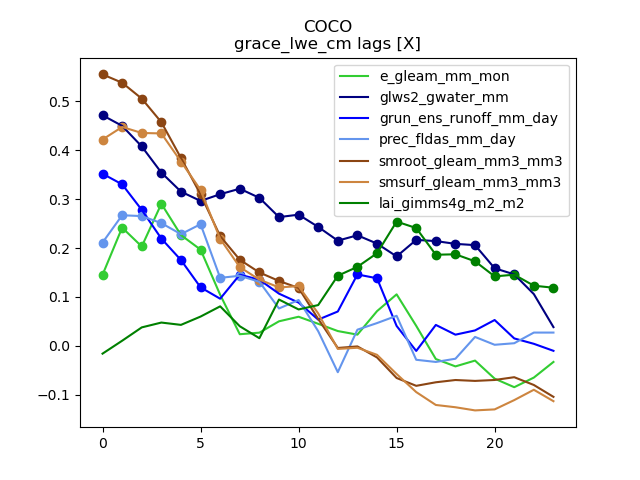 COCO
grace_lwe_cm lags [X]
e_gleam_mm_mon
glws2_gwater_mm
grun_ens_runoff_mm_day
prec_fldas_mm_day
smroot_gleam_mm3_mm3
smsurf_gleam_mm3_mm3
lai_gimms4g_m2_m2
0.5
0.4
0.3
0.2
0.1
0.0
−0.1
0 5 10 15 20